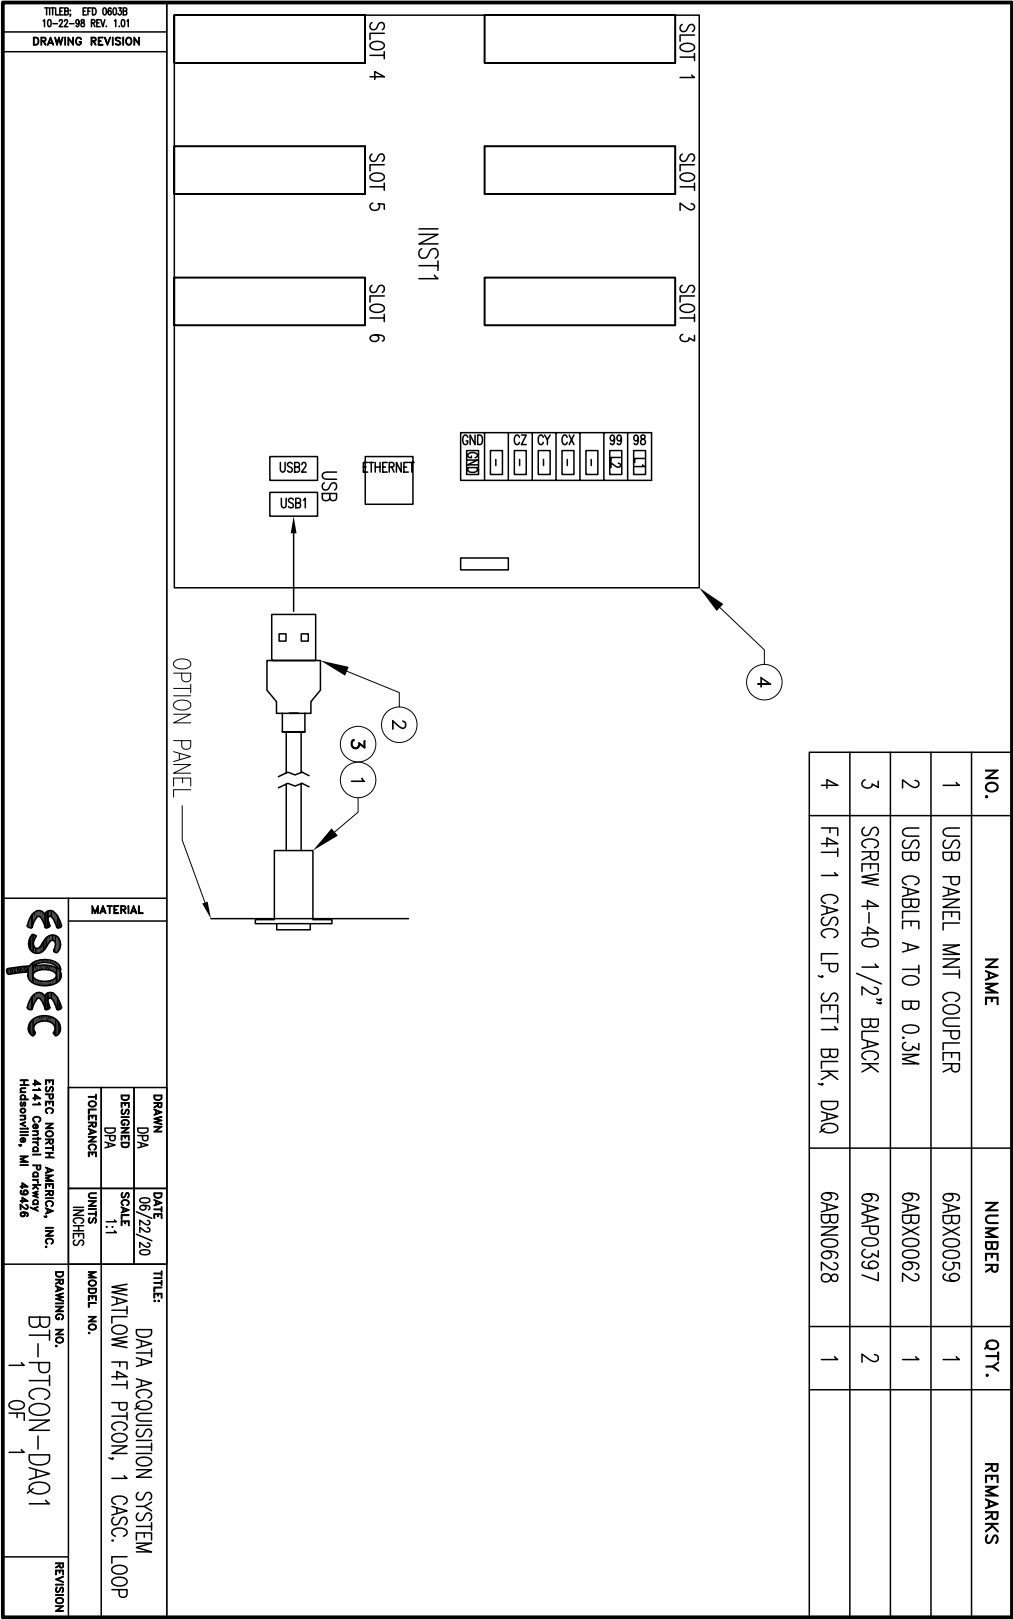 NO. NAME NUMBER QTY. REMARKS
1 USB PANEL MNT COUPLER 6ABX0059 1
2 USB CABLE A TO B 0.3M 6ABX0062 1
3 SCREW 4-40 1/2" BLACK 6AAP0397 2
4 F4T 1 CASC LP, SET1 BLK, DAQ 6ABN0628 1
4
SLOT 1
SLOT 2
SLOT 3
98
L1
99
L2
-
CX
-
CY
-
CZ
-
-
GND
GND
INST1
ETHERNET
SLOT 4
SLOT 5
SLOT 6
USB
USB2
USB1
2
3
1
OPTION PANEL
TITLEB; EFD 0603B
10-22-98 REV. 1.01
DRAWING REVISION
MATERIAL
DRAWN
DPA
DATE
06/22/20
DESIGNED
DPA
SCALE
1:1
TOLERANCE
UNITS
INCHES
TITLE:
DATA ACQUISITION SYSTEM
WATLOW F4T PTCON, 1 CASC. LOOP
MODEL NO.
ESPEC
ESPEC NORTH AMERICA, INC.
4141 Central Parkway
Hudsonville, MI 49426
DRAWING NO.
BT-PTCON-DAQ1
1 OF 1
REVISION